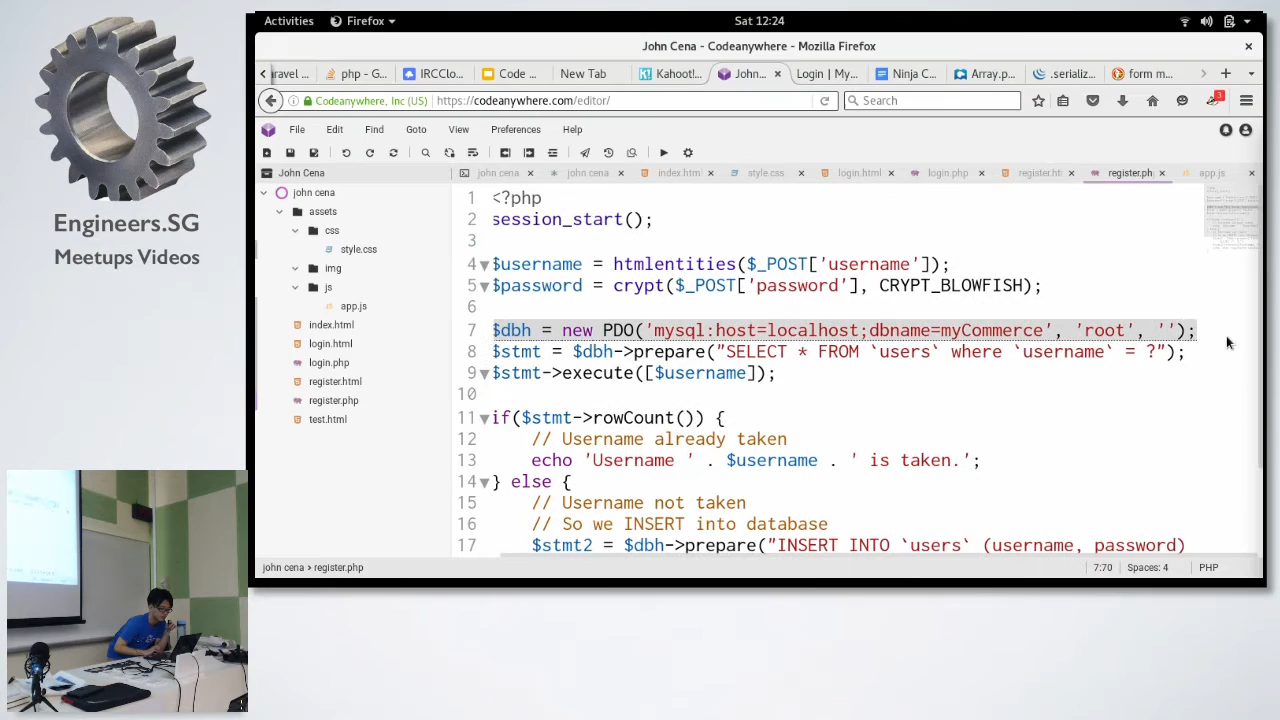 Activities
Firefox
Sat 12:24
John Cena - Codeanywhere - Mozilla Firefox
aravel ...
php - G...
IRCClo...
Code ...
New Tab
Kahoot!
John...
Login | My...
Ninja C...
Array.p...
.serializ...
form m...
Codeanywhere, Inc (US)
https://codeanywhere.com/editor/
Search
3
File Edit Find Goto View Preferences Help
John Cena
john cena
john cena
index.html
style.css
login.html
login.php
register.ht
register.ph
app.js
john cena
assets
css
style.css
img
js
app.js
index.html
login.html
login.php
register.html
register.php
test.html
1 <?php
2 session_start();
3
4 $username = htmlentities($_POST['username']);
5 $password = crypt($_POST['password'], CRYPT_BLOWFISH);
6
7 $dbh = new PDO('mysql:host=localhost;dbname=myCommerce', 'root', '');
8 $stmt = $dbh->prepare("SELECT * FROM `users` where `username` = ?");
9 $stmt->execute([$username]);
10
11 if($stmt->rowCount()) {
12 // Username already taken
13 echo 'Username ' . $username . ' is taken.';
14 } else {
15 // Username not taken
16 // So we INSERT into database
17 $stmt2 = $dbh->prepare("INSERT INTO `users` (username, password)
john cena > register.php
7:70
Spaces: 4
PHP
Engineers.SG
Meetups Videos